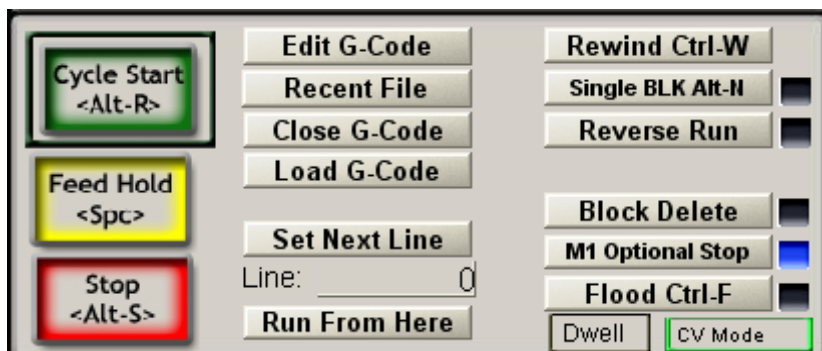 Cycle Start
<Alt-R>
Feed Hold
<Spc>
Stop
<Alt-S>
Edit G-Code
Recent File
Close G-Code
Load G-Code
Set Next Line
Line: 0
Run From Here
Rewind Ctrl-W
Single BLK Alt-N
Reverse Run
Block Delete
M1 Optional Stop
Flood Ctrl-F
Dwell
CV Mode